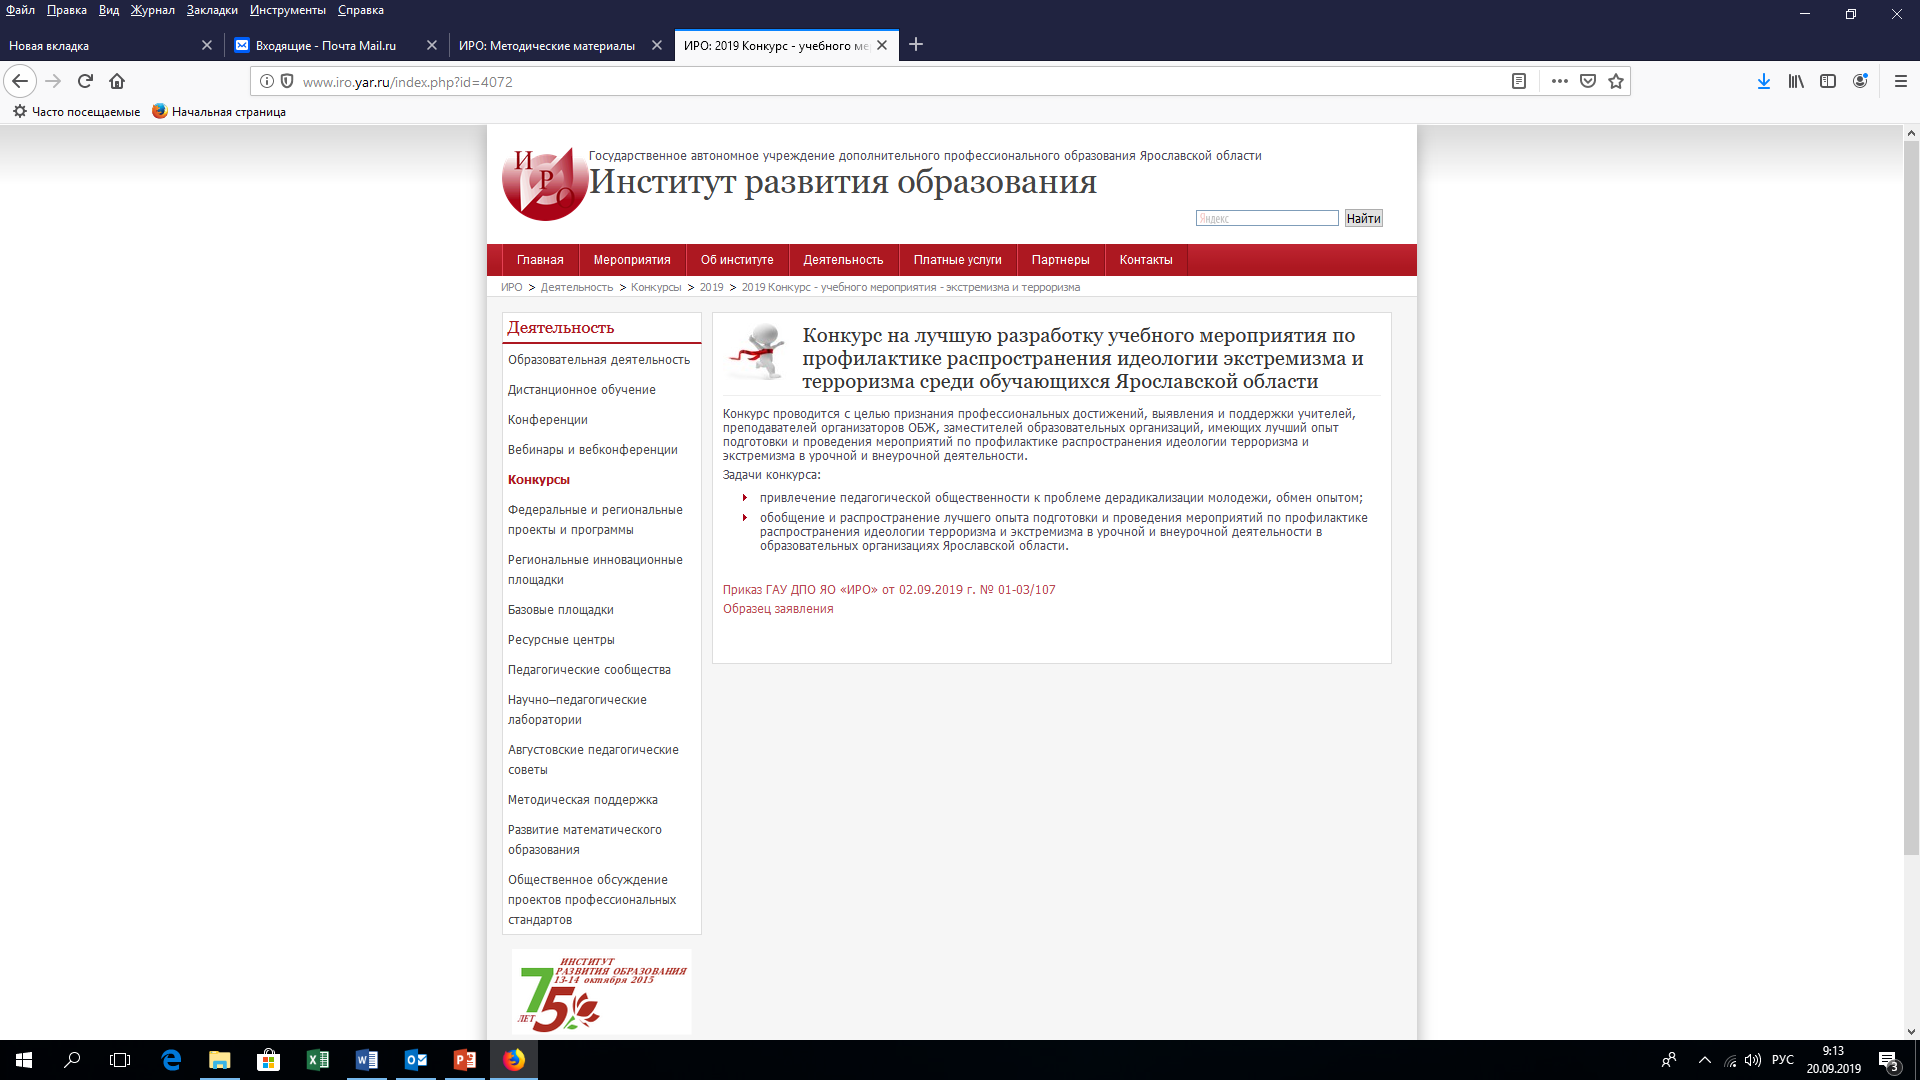 Файл Правка Вид Журнал Закладки Инструменты Справка
Новая вкладка
Входящие - Почта Mail.ru
ИРО: Методические материалы
ИРО: 2019 Конкурс - учебного ме
www.iro.yar.ru/index.php?id=4072
Часто посещаемые Начальная страница
И Р О
Государственное автономное учреждение дополнительного профессионального образования Ярославской области
Институт развития образования
Яндекс Найти
Главная Мероприятия Об институте Деятельность Платные услуги Партнеры Контакты
ИРО > Деятельность > Конкурсы > 2019 > 2019 Конкурс - учебного мероприятия - экстремизма и терроризма
Деятельность
Образовательная деятельность
Дистанционное обучение
Конференции
Вебинары и вебконференции
Конкурсы
Федеральные и региональные
проекты и программы
Региональные инновационные
площадки
Базовые площадки
Ресурсные центры
Педагогические сообщества
Научно–педагогические
лаборатории
Августовские педагогические
советы
Методическая поддержка
Развитие математического
образования
Общественное обсуждение
проектов профессиональных
стандартов
ИНСТИТУТ
РАЗВИТИЯ ОБРАЗОВАНИЯ
13-14 октября 2015
75
ЛЕТ
Конкурс на лучшую разработку учебного мероприятия по
профилактике распространения идеологии экстремизма и
терроризма среди обучающихся Ярославской области
Конкурс проводится с целью признания профессиональных достижений, выявления и поддержки учителей,
преподавателей организаторов ОБЖ, заместителей образовательных организаций, имеющих лучший опыт
подготовки и проведения мероприятий по профилактике распространения идеологии терроризма и
экстремизма в урочной и внеурочной деятельности.
Задачи конкурса:
привлечение педагогической общественности к проблеме дерадикализации молодежи, обмен опытом;
обобщение и распространение лучшего опыта подготовки и проведения мероприятий по профилактике
распространения идеологии терроризма и экстремизма в урочной и внеурочной деятельности в
образовательных организациях Ярославской области.
Приказ ГАУ ДПО ЯО «ИРО» от 02.09.2019 г. № 01-03/107
Образец заявления
РУС
9:13
20.09.2019
3